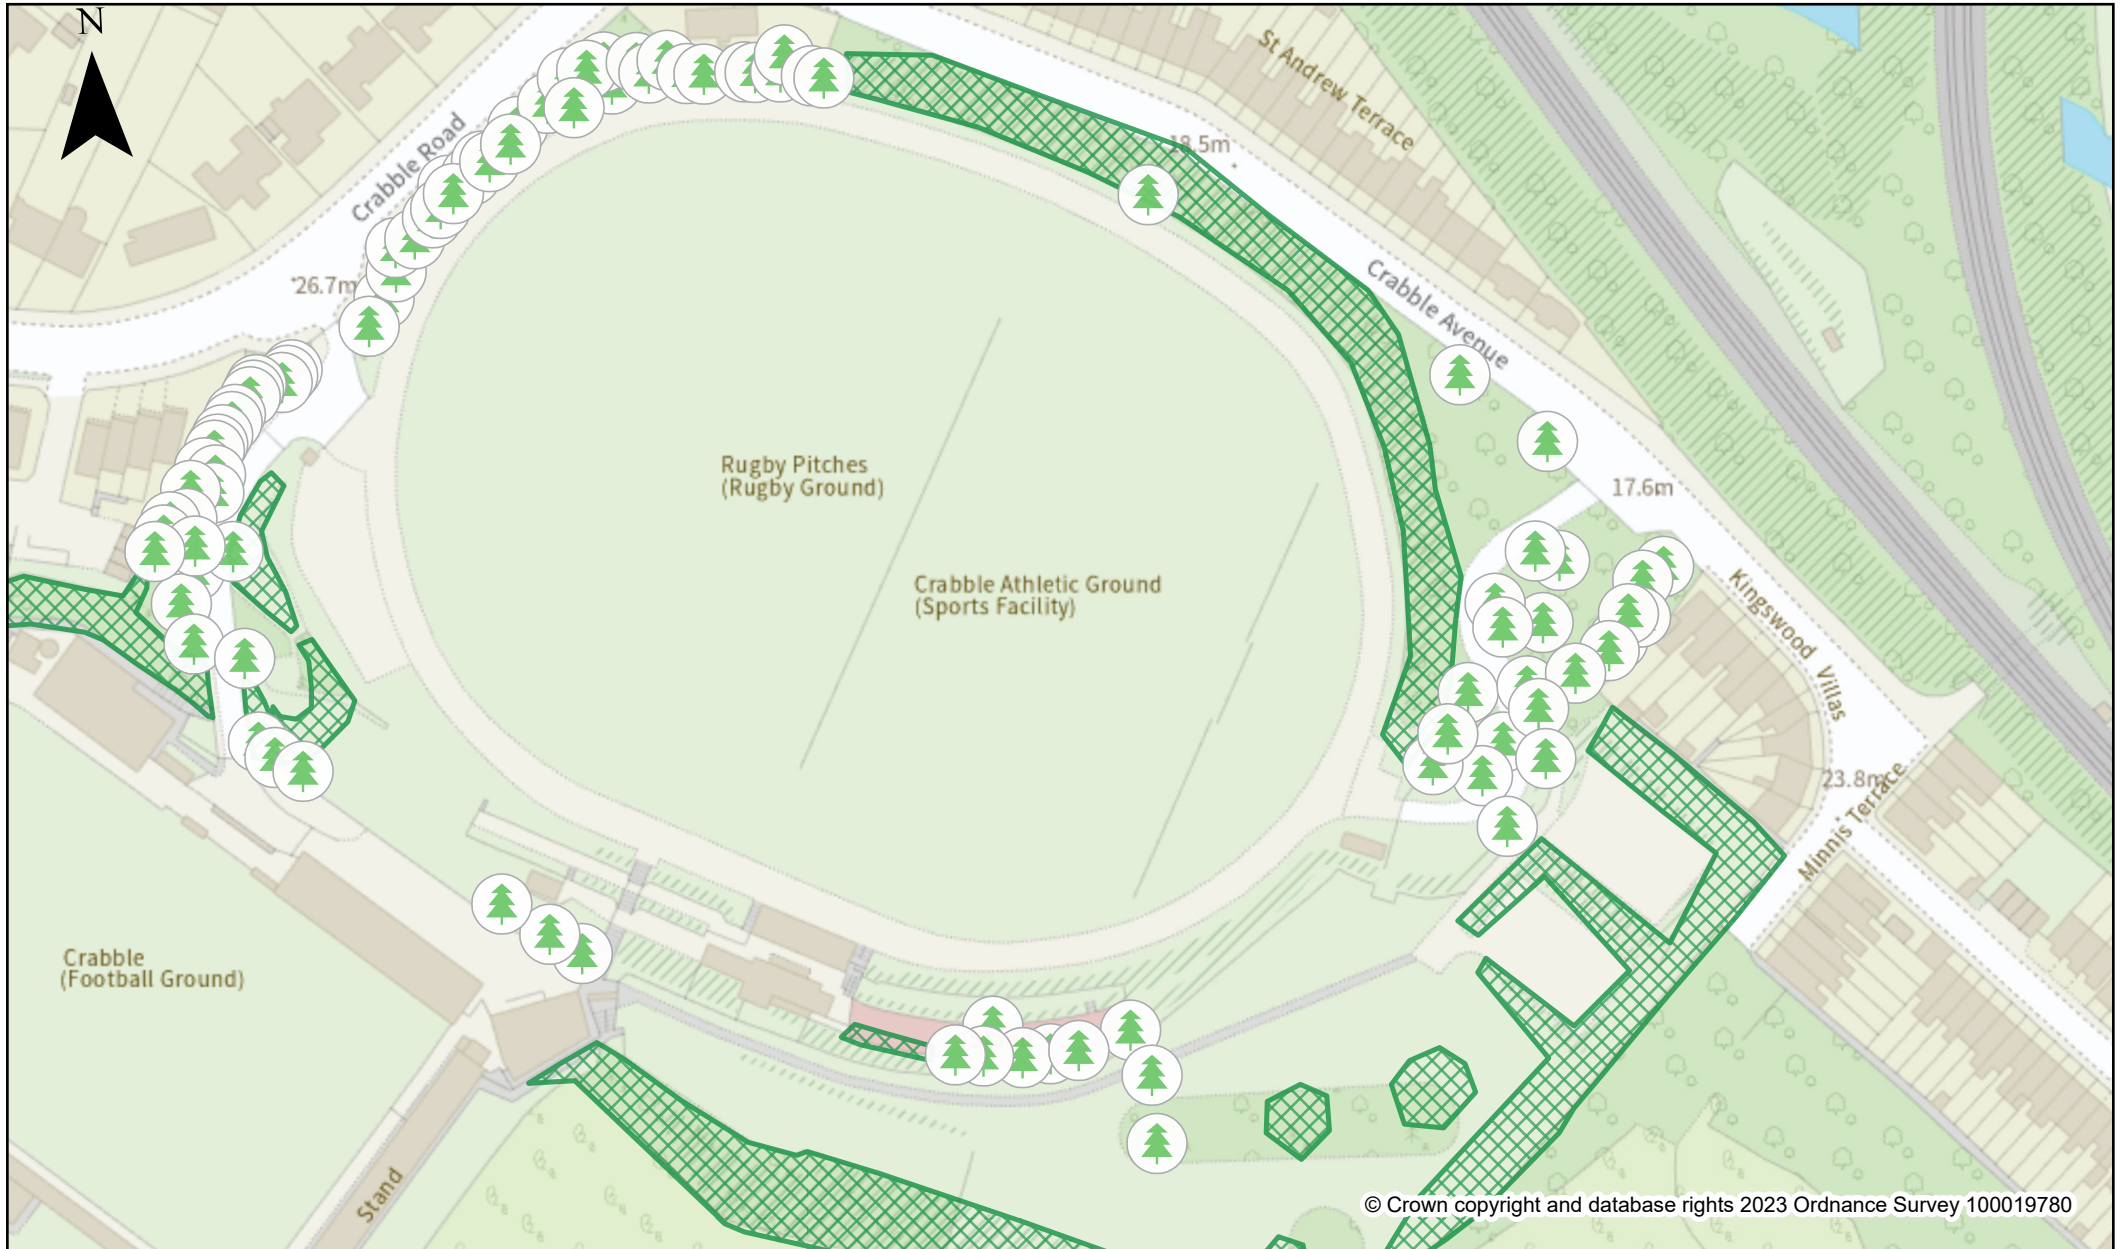 N
St Andrew Terrace
Crabble Road
18.5m
26.7m
Crabble Avenue
Rugby Pitches
(Rugby Ground)
17.6m
Crabble Athletic Ground
(Sports Facility)
Kingswood Villas
23.8m
Minnis Terrace
Crabble
(Football Ground)
Stand
© Crown copyright and database rights 2023 Ordnance Survey 100019780